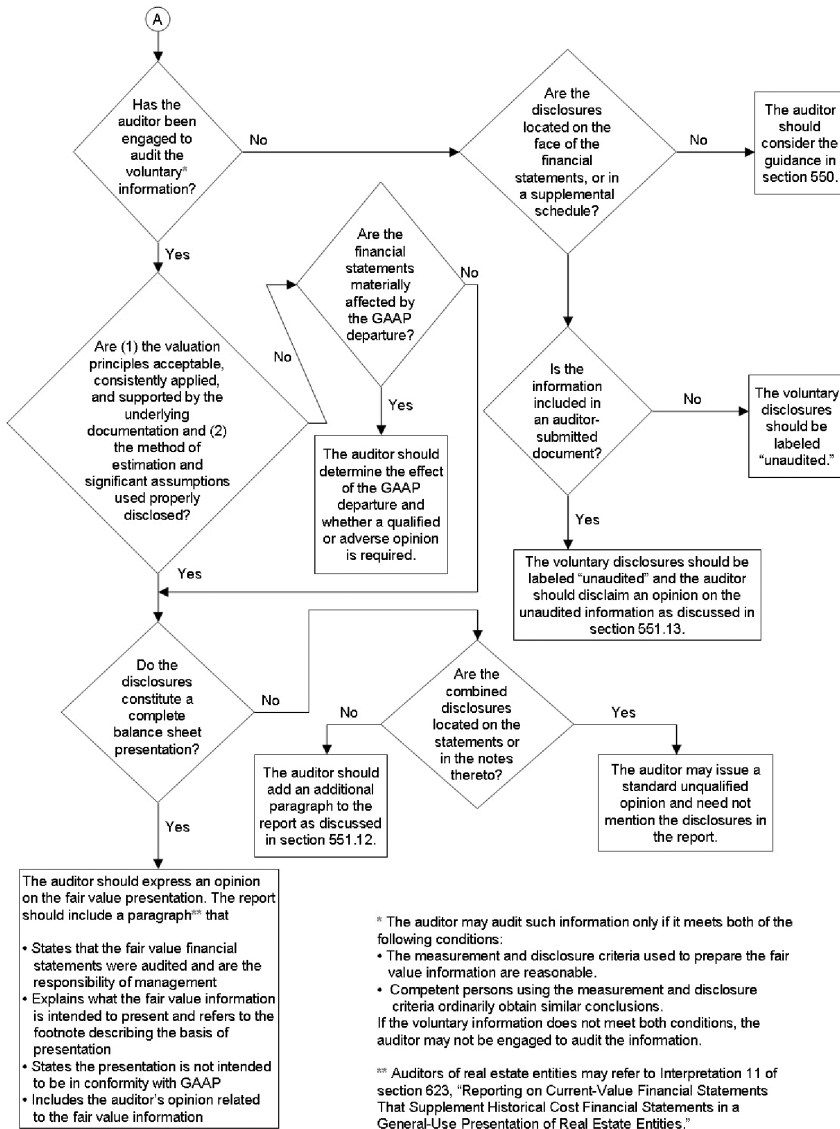 A
Has the
auditor been
engaged to
audit the
voluntary*
information?
No
Yes
Are the
disclosures
located on the
face of the
financial
statements, or in
a supplemental
schedule?
No
The auditor
should
consider the
guidance in
section 550.
Are the
financial
statements
materially
affected by
the GAAP
departure?
No
Yes
Are (1) the valuation
principles acceptable,
consistently applied,
and supported by the
underlying
documentation and (2)
the method of
estimation and
significant assumptions
used properly
disclosed?
No
Yes
The auditor should
determine the effect
of the GAAP
departure and
whether a qualified
or adverse opinion
is required.
Is the
information
included in
an auditor-
submitted
document?
No
Yes
The voluntary
disclosures
should be
labeled
“unaudited.”
The voluntary disclosures should be
labeled “unaudited” and the auditor
should disclaim an opinion on the
unaudited information as discussed in
section 551.13.
Do the
disclosures
constitute a
complete
balance sheet
presentation?
No
Yes
Are the
combined
disclosures
located on the
statements or
in the notes
thereto?
No
Yes
The auditor should
add an additional
paragraph to the
report as discussed
in section 551.12.
The auditor may issue a
standard unqualified
opinion and need not
mention the disclosures in
the report.
The auditor should express an opinion
on the fair value presentation. The report
should include a paragraph** that
• States that the fair value financial
statements were audited and are the
responsibility of management
• Explains what the fair value information
is intended to present and refers to the
footnote describing the basis of
presentation
• States the presentation is not intended
to be in conformity with GAAP
• Includes the auditor’s opinion related
to the fair value information
* The auditor may audit such information only if it meets both of the
following conditions:
• The measurement and disclosure criteria used to prepare the fair
value information are reasonable.
• Competent persons using the measurement and disclosure
criteria ordinarily obtain similar conclusions.
If the voluntary information does not meet both conditions, the
auditor may not be engaged to audit the information.
** Auditors of real estate entities may refer to Interpretation 11 of
section 623, “Reporting on Current-Value Financial Statements
That Supplement Historical Cost Financial Statements in a
General-Use Presentation of Real Estate Entities.”